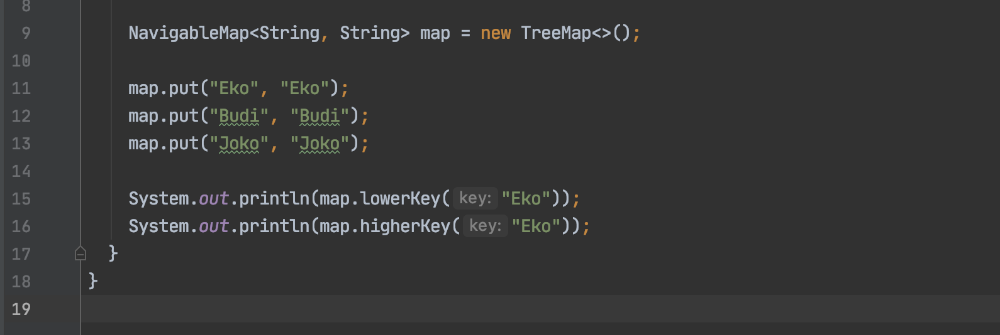 8
9 NavigableMap<String, String> map = new TreeMap<>();
10
11 map.put("Eko", "Eko");
12 map.put("Budi", "Budi");
13 map.put("Joko", "Joko");
14
15 System.out.println(map.lowerKey( key: "Eko"));
16 System.out.println(map.higherKey( key: "Eko"));
17 }
18 }
19